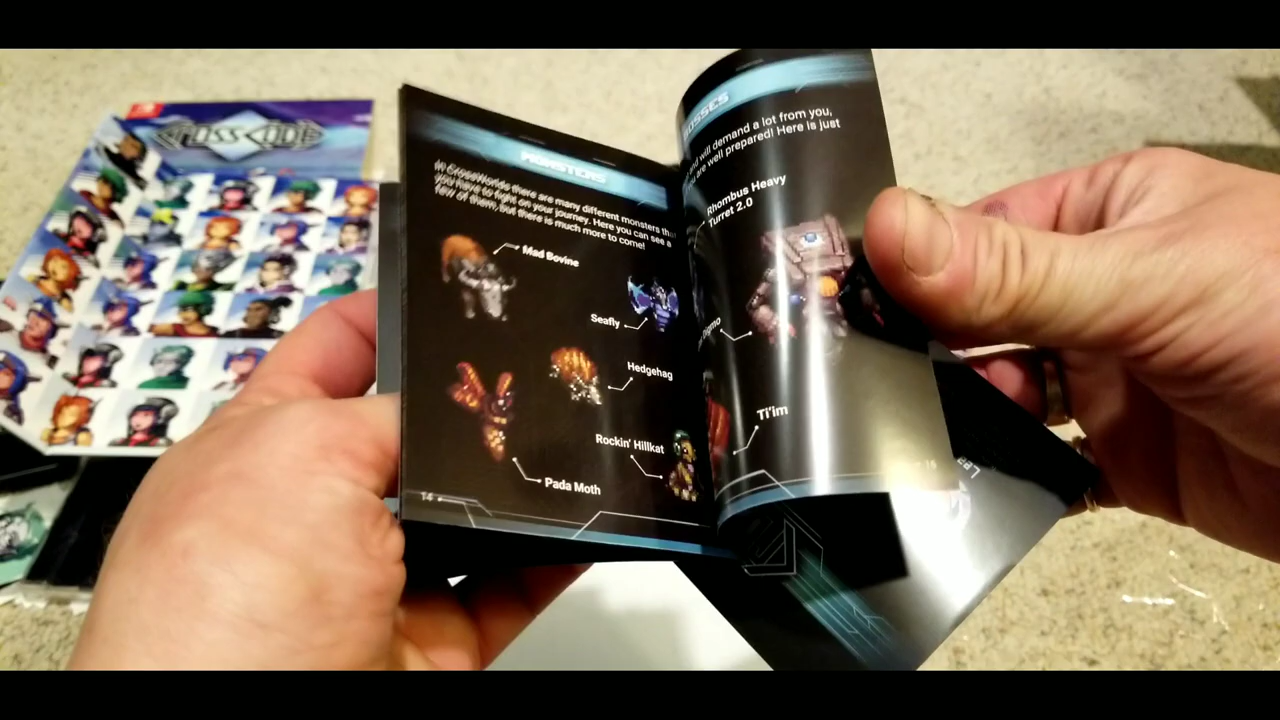 CROSSCODE
MONSTERS
In CrossWorlds there are many different monsters
you have to fight on your journey. Here you can see a
few of them, but there is much more to come!
Mad Bovine
Seafly
Hedgehag
Rockin' Hillkat
Pada Moth
14
BOSSES
and will demand a lot from you,
are well prepared! Here is just
Rhombus Heavy
Turret 2.0
Ti'im